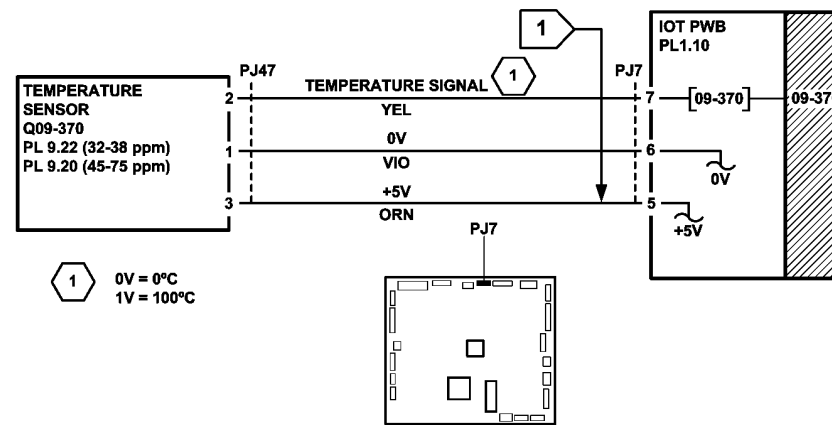 1
IOT PWB
PL1.10
PJ47
TEMPERATURE SIGNAL
1
PJ7
TEMPERATURE
SENSOR
Q09-370
PL 9.22 (32-38 ppm)
PL 9.20 (45-75 ppm)
2
YEL
7
09-370
09-37
1
0V
VIO
6
0V
3
+5V
ORN
5
+5V
PJ7
1
0V = 0ºC
1V = 100ºC